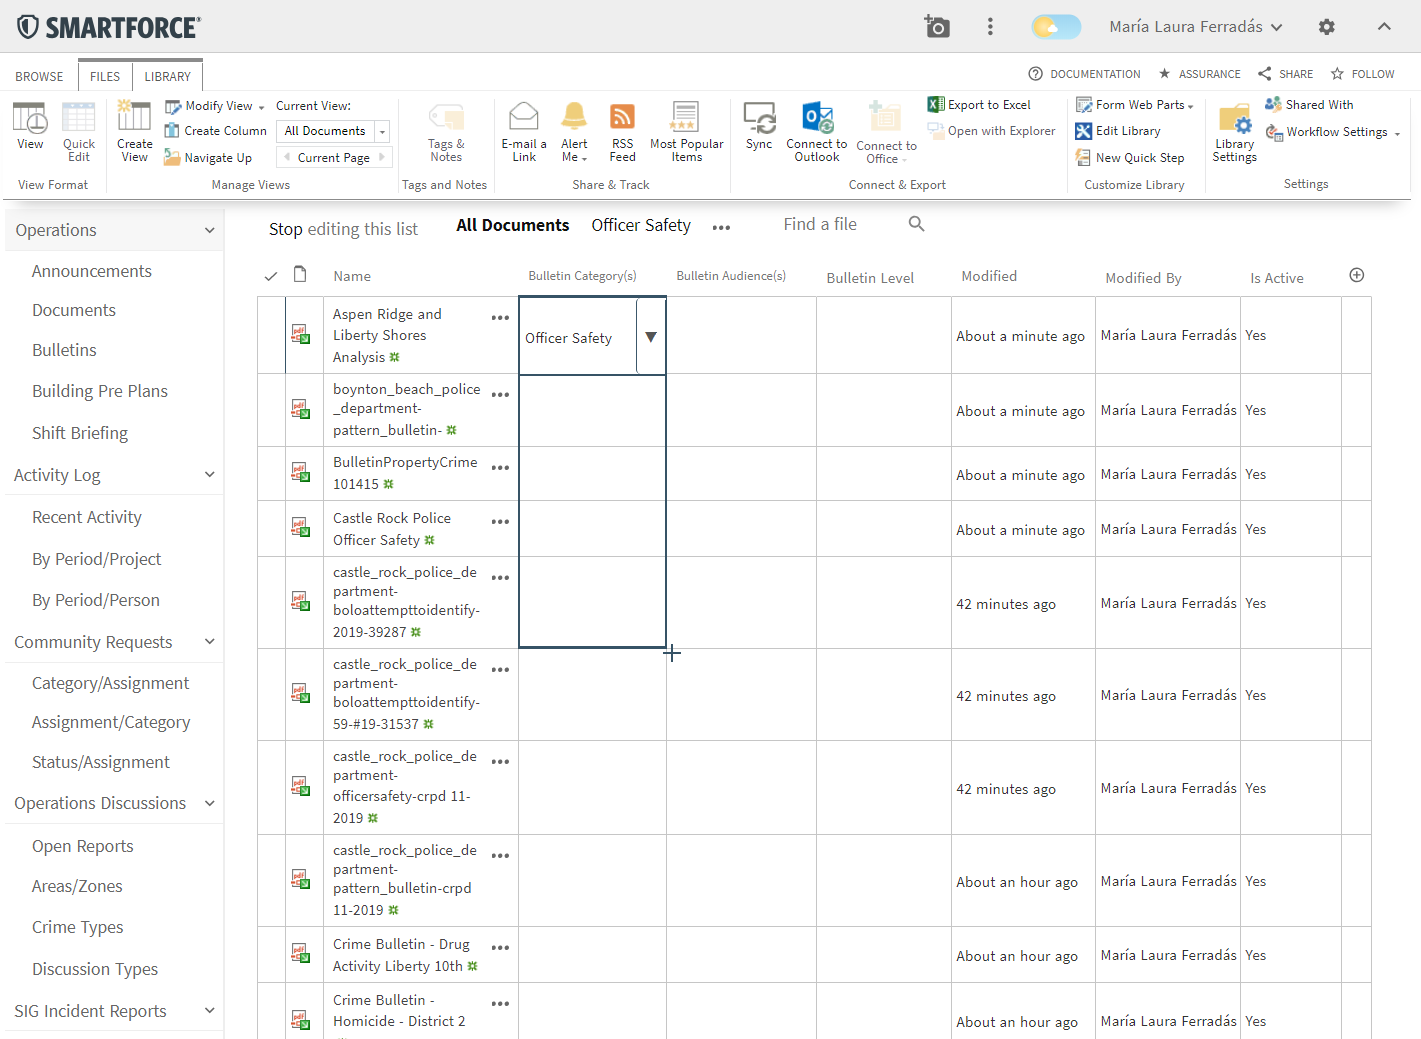 SMARTFORCE®
María Laura Ferradás
BROWSE
FILES
LIBRARY
DOCUMENTATION
ASSURANCE
SHARE
FOLLOW
View
Quick
Edit
View Format
Create
View
Modify View
Create Column
Navigate Up
Current View:
All Documents
Current Page
Manage Views
Tags &
Notes
Tags and Notes
E-mail a
Link
Alert
Me
RSS
Feed
Most Popular
Items
Share & Track
Sync
Connect to
Outlook
Connect to
Office
Export to Excel
Open with Explorer
Connect & Export
Form Web Parts
Edit Library
New Quick Step
Customize Library
Library
Settings
Shared With
Workflow Settings
Settings
Operations
Announcements
Documents
Bulletins
Building Pre Plans
Shift Briefing
Activity Log
Recent Activity
By Period/Project
By Period/Person
Community Requests
Category/Assignment
Assignment/Category
Status/Assignment
Operations Discussions
Open Reports
Areas/Zones
Crime Types
Discussion Types
SIG Incident Reports
Stop editing this list
All Documents
Officer Safety
Find a file
Name
Bulletin Category(s)
Bulletin Audience(s)
Bulletin Level
Modified
Modified By
Is Active
Aspen Ridge and
Liberty Shores
Analysis
Officer Safety
About a minute ago
María Laura Ferradás
Yes
boynton_beach_police
_department-
pattern_bulletin-
About a minute ago
María Laura Ferradás
Yes
BulletinPropertyCrime
101415
About a minute ago
María Laura Ferradás
Yes
Castle Rock Police
Officer Safety
About a minute ago
María Laura Ferradás
Yes
castle_rock_police_de
partment-
boloattempttoidentify-
2019-39287
42 minutes ago
María Laura Ferradás
Yes
castle_rock_police_de
partment-
boloattempttoidentify-
59-#19-31537
42 minutes ago
María Laura Ferradás
Yes
castle_rock_police_de
partment-
officersafety-crpd 11-
2019
42 minutes ago
María Laura Ferradás
Yes
castle_rock_police_de
partment-
pattern_bulletin-crpd
11-2019
About an hour ago
María Laura Ferradás
Yes
Crime Bulletin - Drug
Activity Liberty 10th
About an hour ago
María Laura Ferradás
Yes
Crime Bulletin -
Homicide - District 2
About an hour ago
María Laura Ferradás
Yes